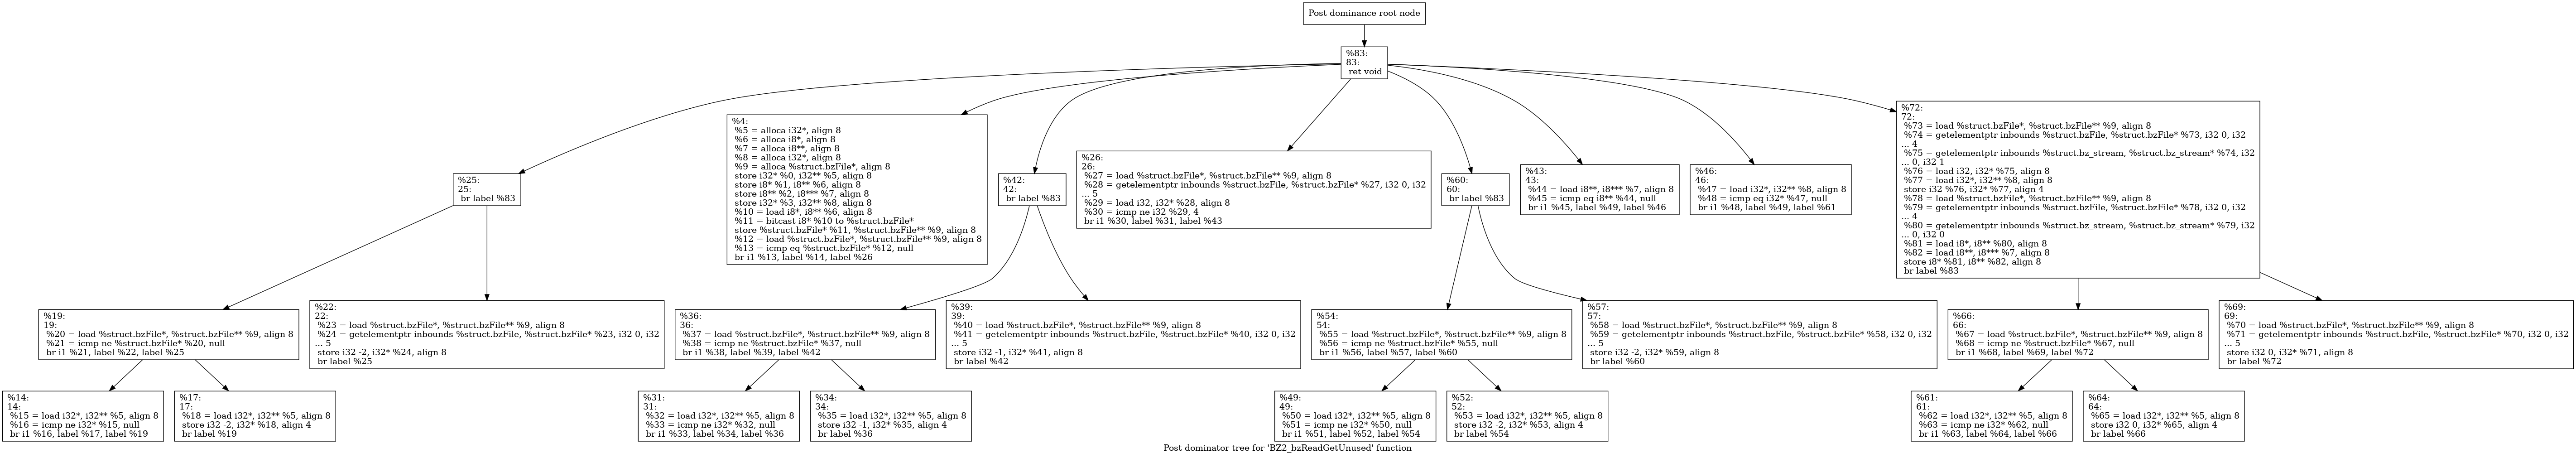 Post dominance root node
%83:
83:
ret void
%25:
25:
br label %83
%4:
%5 = alloca i32*, align 8
%6 = alloca i8*, align 8
%7 = alloca i8**, align 8
%8 = alloca i32*, align 8
%9 = alloca %struct.bzFile*, align 8
store i32* %0, i32** %5, align 8
store i8* %1, i8** %6, align 8
store i8** %2, i8*** %7, align 8
store i32* %3, i32** %8, align 8
%10 = load i8*, i8** %6, align 8
%11 = bitcast i8* %10 to %struct.bzFile*
store %struct.bzFile* %11, %struct.bzFile** %9, align 8
%12 = load %struct.bzFile*, %struct.bzFile** %9, align 8
%13 = icmp eq %struct.bzFile* %12, null
br i1 %13, label %14, label %26
%42:
42:
br label %83
%26:
26:
%27 = load %struct.bzFile*, %struct.bzFile** %9, align 8
%28 = getelementptr inbounds %struct.bzFile, %struct.bzFile* %27, i32 0, i32
... 5
%29 = load i32, i32* %28, align 8
%30 = icmp ne i32 %29, 4
br i1 %30, label %31, label %43
%60:
60:
br label %83
%43:
43:
%44 = load i8**, i8*** %7, align 8
%45 = icmp eq i8** %44, null
br i1 %45, label %49, label %46
%46:
46:
%47 = load i32*, i32** %8, align 8
%48 = icmp eq i32* %47, null
br i1 %48, label %49, label %61
%72:
72:
%73 = load %struct.bzFile*, %struct.bzFile** %9, align 8
%74 = getelementptr inbounds %struct.bzFile, %struct.bzFile* %73, i32 0, i32
... 4
%75 = getelementptr inbounds %struct.bz_stream, %struct.bz_stream* %74, i32
... 0, i32 1
%76 = load i32, i32* %75, align 8
%77 = load i32*, i32** %8, align 8
store i32 %76, i32* %77, align 4
%78 = load %struct.bzFile*, %struct.bzFile** %9, align 8
%79 = getelementptr inbounds %struct.bzFile, %struct.bzFile* %78, i32 0, i32
... 4
%80 = getelementptr inbounds %struct.bz_stream, %struct.bz_stream* %79, i32
... 0, i32 0
%81 = load i8*, i8** %80, align 8
%82 = load i8**, i8*** %7, align 8
store i8* %81, i8** %82, align 8
br label %83
%19:
19:
%20 = load %struct.bzFile*, %struct.bzFile** %9, align 8
%21 = icmp ne %struct.bzFile* %20, null
br i1 %21, label %22, label %25
%22:
22:
%23 = load %struct.bzFile*, %struct.bzFile** %9, align 8
%24 = getelementptr inbounds %struct.bzFile, %struct.bzFile* %23, i32 0, i32
... 5
store i32 -2, i32* %24, align 8
br label %25
%36:
36:
%37 = load %struct.bzFile*, %struct.bzFile** %9, align 8
%38 = icmp ne %struct.bzFile* %37, null
br i1 %38, label %39, label %42
%39:
39:
%40 = load %struct.bzFile*, %struct.bzFile** %9, align 8
%41 = getelementptr inbounds %struct.bzFile, %struct.bzFile* %40, i32 0, i32
... 5
store i32 -1, i32* %41, align 8
br label %42
%54:
54:
%55 = load %struct.bzFile*, %struct.bzFile** %9, align 8
%56 = icmp ne %struct.bzFile* %55, null
br i1 %56, label %57, label %60
%57:
57:
%58 = load %struct.bzFile*, %struct.bzFile** %9, align 8
%59 = getelementptr inbounds %struct.bzFile, %struct.bzFile* %58, i32 0, i32
... 5
store i32 -2, i32* %59, align 8
br label %60
%66:
66:
%67 = load %struct.bzFile*, %struct.bzFile** %9, align 8
%68 = icmp ne %struct.bzFile* %67, null
br i1 %68, label %69, label %72
%69:
69:
%70 = load %struct.bzFile*, %struct.bzFile** %9, align 8
%71 = getelementptr inbounds %struct.bzFile, %struct.bzFile* %70, i32 0, i32
... 5
store i32 0, i32* %71, align 8
br label %72
%14:
14:
%15 = load i32*, i32** %5, align 8
%16 = icmp ne i32* %15, null
br i1 %16, label %17, label %19
%17:
17:
%18 = load i32*, i32** %5, align 8
store i32 -2, i32* %18, align 4
br label %19
%31:
31:
%32 = load i32*, i32** %5, align 8
%33 = icmp ne i32* %32, null
br i1 %33, label %34, label %36
%34:
34:
%35 = load i32*, i32** %5, align 8
store i32 -1, i32* %35, align 4
br label %36
%49:
49:
%50 = load i32*, i32** %5, align 8
%51 = icmp ne i32* %50, null
br i1 %51, label %52, label %54
%52:
52:
%53 = load i32*, i32** %5, align 8
store i32 -2, i32* %53, align 4
br label %54
%61:
61:
%62 = load i32*, i32** %5, align 8
%63 = icmp ne i32* %62, null
br i1 %63, label %64, label %66
%64:
64:
%65 = load i32*, i32** %5, align 8
store i32 0, i32* %65, align 4
br label %66
Post dominator tree for 'BZ2_bzReadGetUnused' function